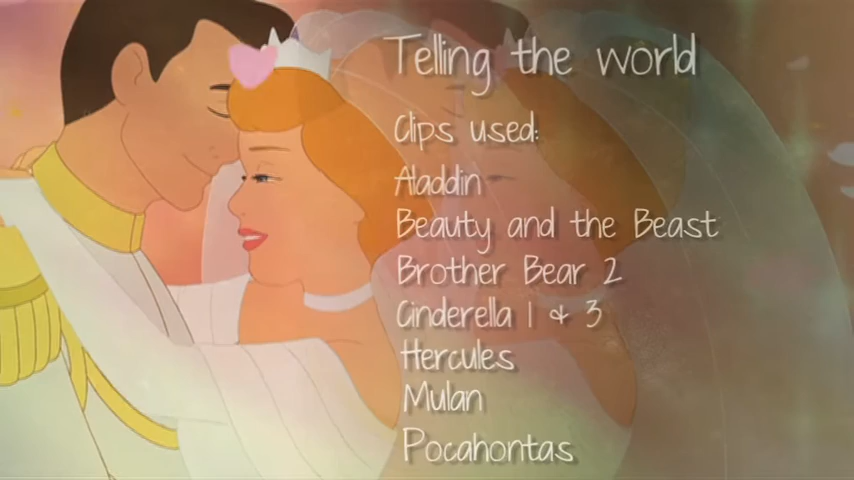 Telling the world
Clips used:
Aladdin
Beauty and the Beast
Brother Bear 2
Cinderella 1 & 3
Hercules
Mulan
Pocahontas